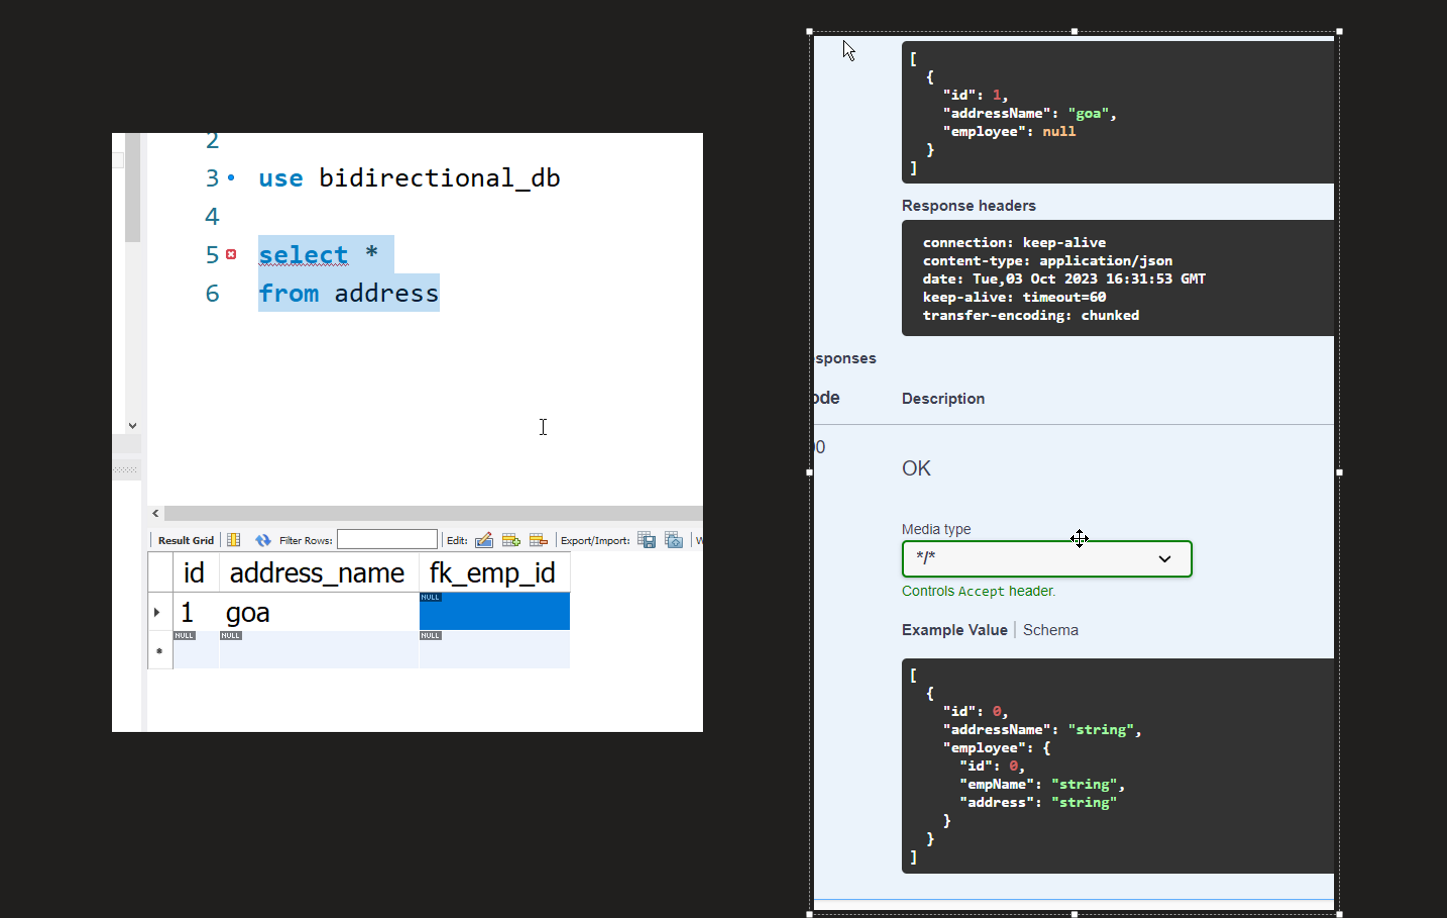 2
3 use bidirectional_db
4
5 select *
6 from address
Result Grid Filter Rows: Edit: Export/Import: W
id address_name fk_emp_id
1 goa NULL
NULL NULL NULL
[
{
"id": 1,
"addressName": "goa",
"employee": null
}
]
Response headers
connection: keep-alive
content-type: application/json
date: Tue,03 Oct 2023 16:31:53 GMT
keep-alive: timeout=60
transfer-encoding: chunked
sponses
ode Description
00
OK
Media type
*/*
Controls Accept header.
Example Value Schema
[
{
"id": 0,
"addressName": "string",
"employee": {
"id": 0,
"empName": "string",
"address": "string"
}
}
]